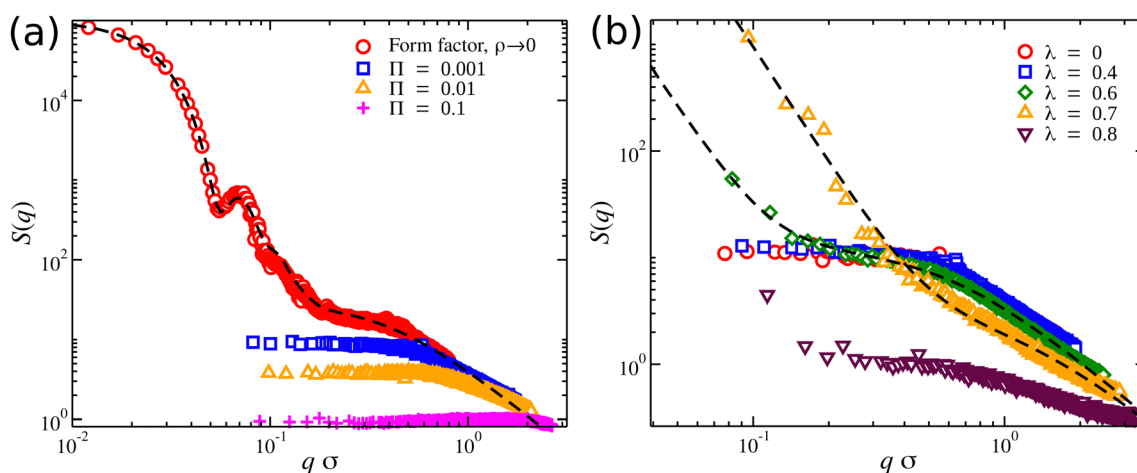 (a)
S(q)
10^4
10^2
10^0
Form factor, ρ→0
Π = 0.001
Π = 0.01
Π = 0.1
10^-2
10^-1
10^0
q σ
(b)
S(q)
10^2
10^0
λ = 0
λ = 0.4
λ = 0.6
λ = 0.7
λ = 0.8
10^-1
10^0
q σ